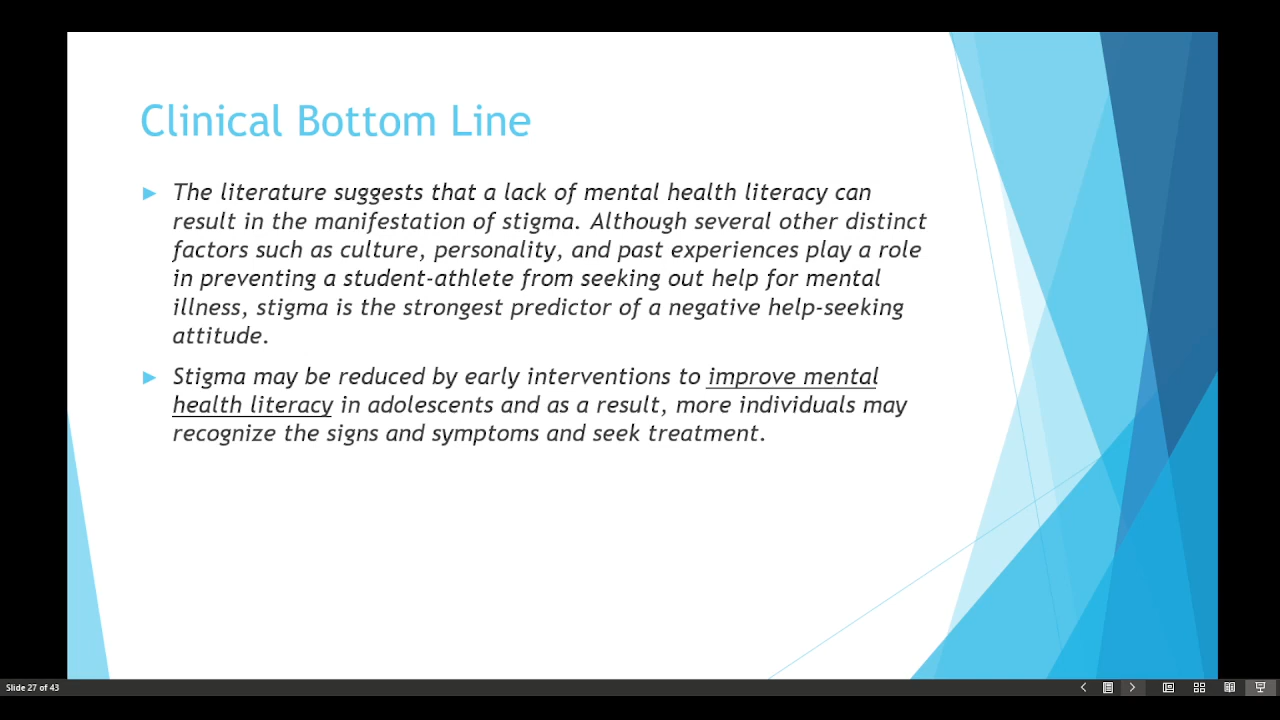 Clinical Bottom Line
The literature suggests that a lack of mental health literacy can
result in the manifestation of stigma. Although several other distinct
factors such as culture, personality, and past experiences play a role
in preventing a student-athlete from seeking out help for mental
illness, stigma is the strongest predictor of a negative help-seeking
attitude.
Stigma may be reduced by early interventions to improve mental
health literacy in adolescents and as a result, more individuals may
recognize the signs and symptoms and seek treatment.
Slide 27 of 43